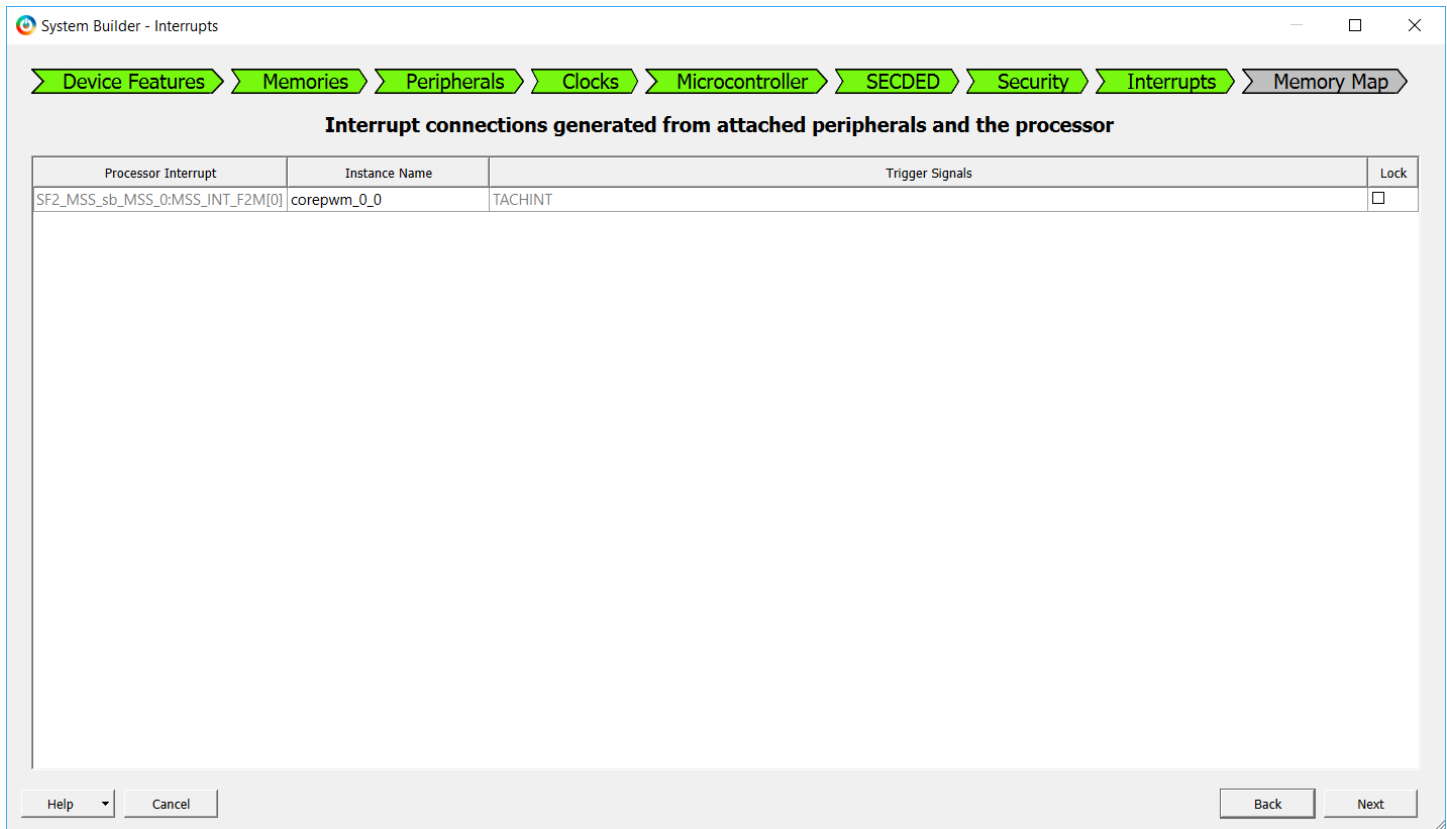 System Builder - Interrupts
Device Features Memories Peripherals Clocks Microcontroller SECDED Security Interrupts Memory Map
Interrupt connections generated from attached peripherals and the processor
Processor Interrupt Instance Name Trigger Signals Lock
SF2_MSS_sb_MSS_0:MSS_INT_F2M[0] corepwm_0_0 TACHINT
Help Cancel Back Next